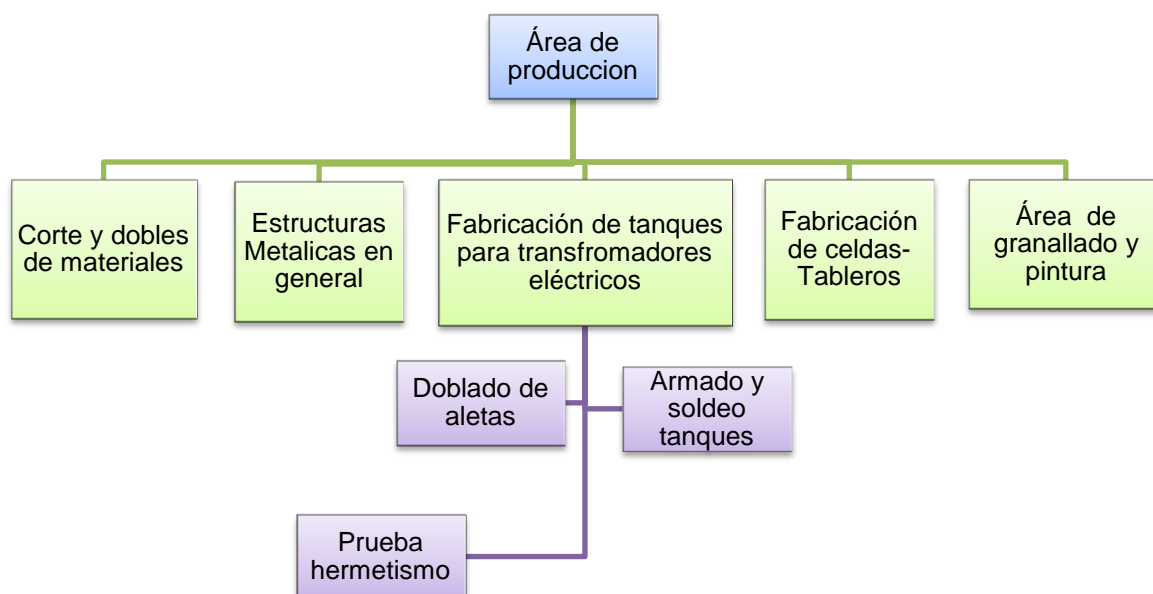 Área de
produccion
Corte y dobles
de materiales
Estructuras
Metalicas en
general
Fabricación de tanques
para transfromadores
eléctricos
Fabricación
de celdas-
Tableros
Área de
granallado y
pintura
Doblado de
aletas
Armado y
soldeo
tanques
Prueba
hermetismo